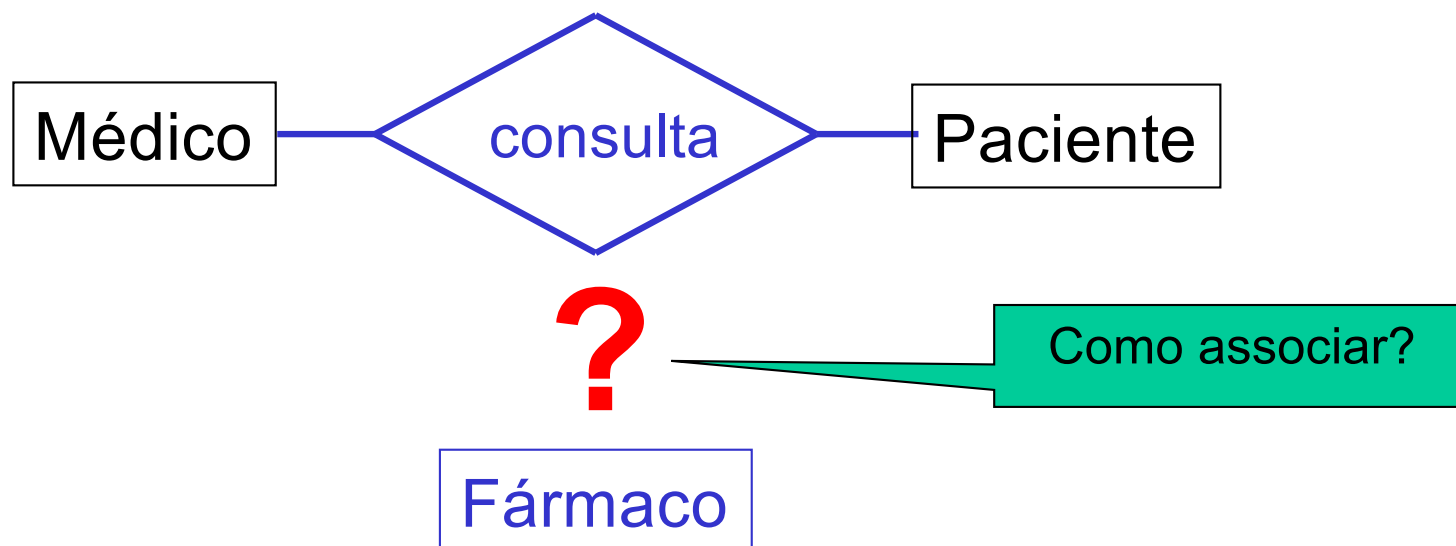 Médico
consulta
Paciente
?
Como associar?
Fármaco